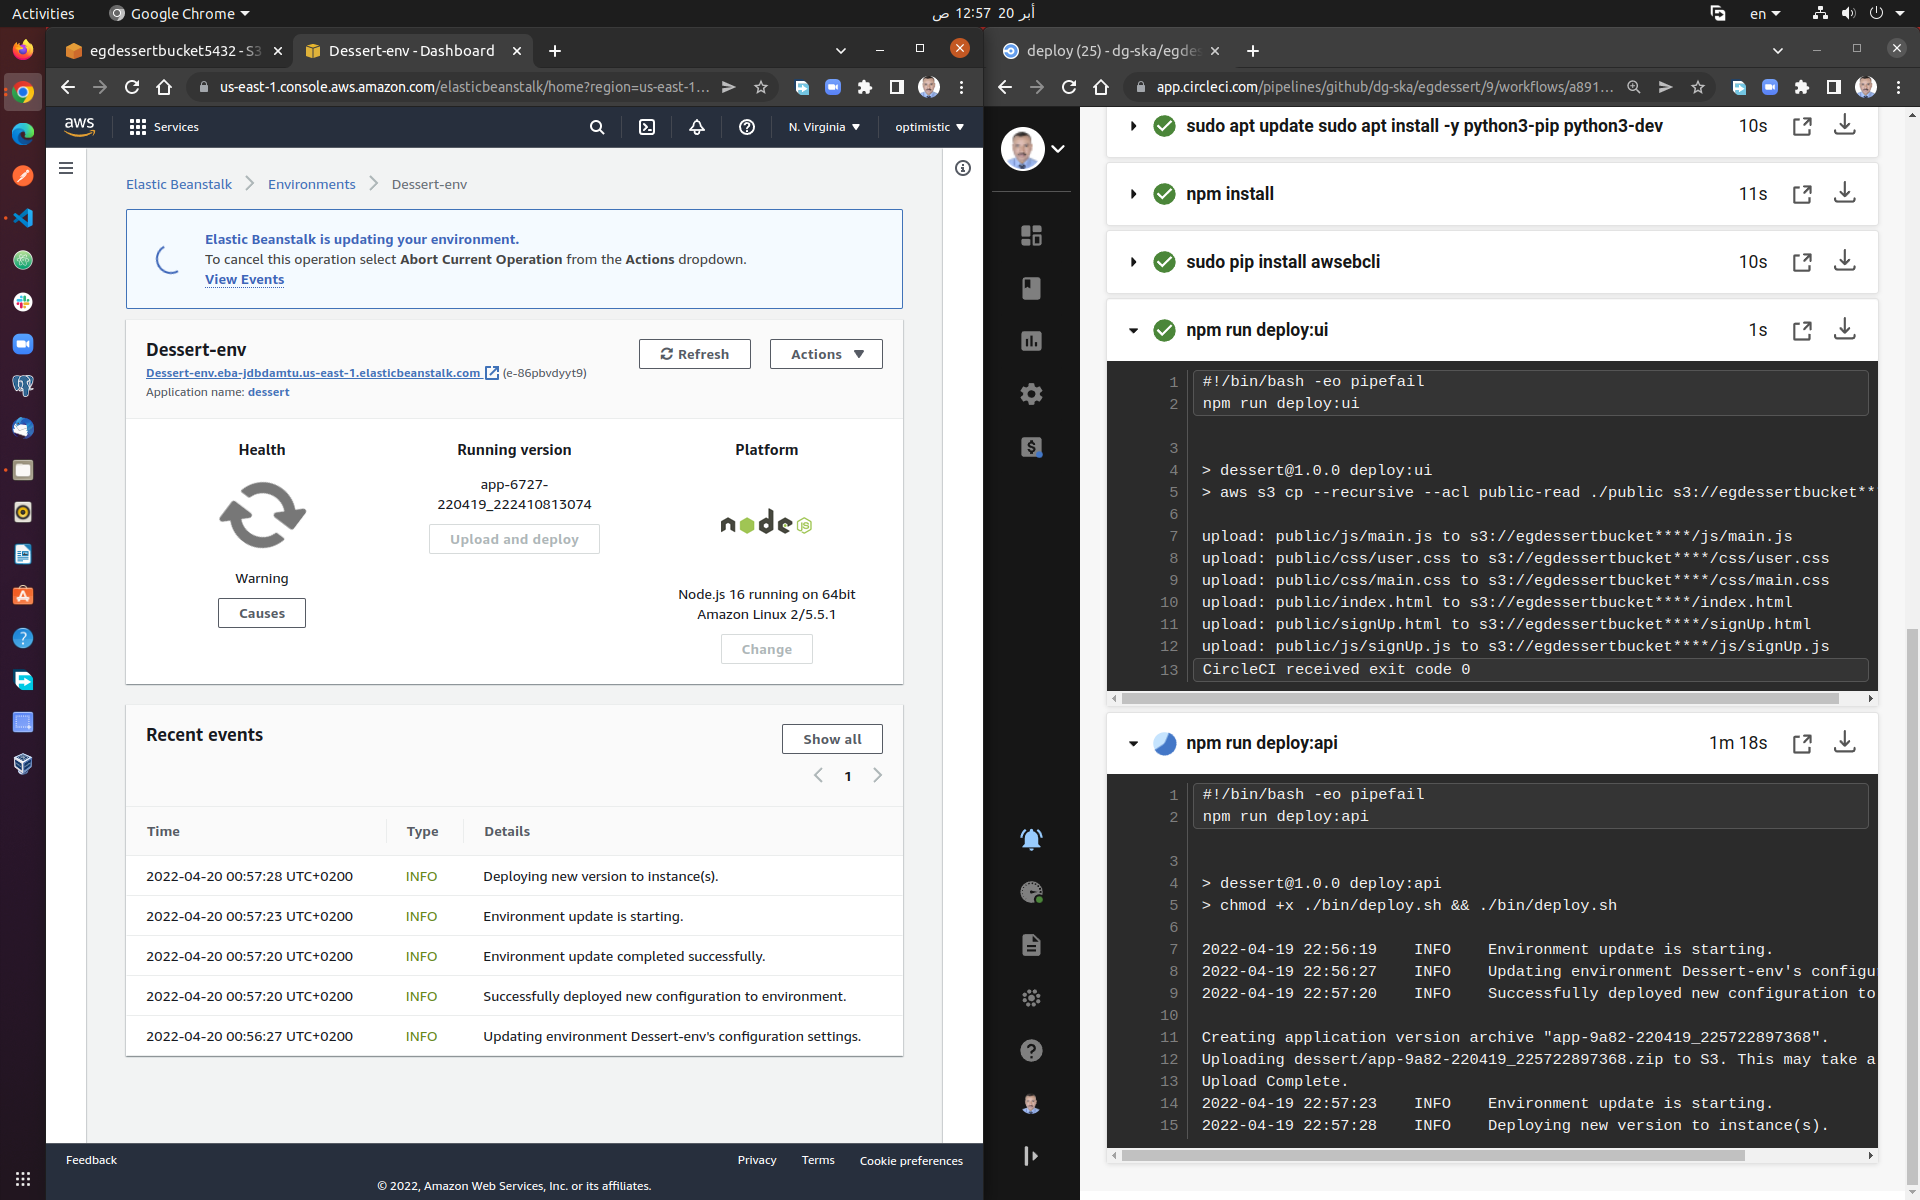 Activities
Google Chrome
أبر 20 12:57 ص
en
egdessertbucket5432 - S3
Dessert-env - Dashboard
us-east-1.console.aws.amazon.com/elasticbeanstalk/home?region=us-east-1...
aws
Services
N. Virginia
optimistic
Elastic Beanstalk
Environments
Dessert-env
Elastic Beanstalk is updating your environment.
To cancel this operation select Abort Current Operation from the Actions dropdown.
View Events
Dessert-env
Dessert-env.eba-jdbdamtu.us-east-1.elasticbeanstalk.com (e-86pbvdyyt9)
Application name: dessert
Refresh
Actions
Health
Warning
Causes
Running version
app-6727-
220419_222410813074
Upload and deploy
Platform
node JS
Node.js 16 running on 64bit
Amazon Linux 2/5.5.1
Change
Recent events
Show all
1
Time Type Details
2022-04-20 00:57:28 UTC+0200 INFO Deploying new version to instance(s).
2022-04-20 00:57:23 UTC+0200 INFO Environment update is starting.
2022-04-20 00:57:20 UTC+0200 INFO Environment update completed successfully.
2022-04-20 00:57:20 UTC+0200 INFO Successfully deployed new configuration to environment.
2022-04-20 00:56:27 UTC+0200 INFO Updating environment Dessert-env's configuration settings.
Feedback
Privacy Terms Cookie preferences
© 2022, Amazon Web Services, Inc. or its affiliates.
deploy (25) - dg-ska/egdes
app.circleci.com/pipelines/github/dg-ska/egdessert/9/workflows/a891...
sudo apt update sudo apt install -y python3-pip python3-dev 10s
npm install 11s
sudo pip install awsebcli 10s
npm run deploy:ui 1s
1 #!/bin/bash -eo pipefail
2 npm run deploy:ui
3
4 > dessert@1.0.0 deploy:ui
5 > aws s3 cp --recursive --acl public-read ./public s3://egdessertbucket**
6
7 upload: public/js/main.js to s3://egdessertbucket****/js/main.js
8 upload: public/css/user.css to s3://egdessertbucket****/css/user.css
9 upload: public/css/main.css to s3://egdessertbucket****/css/main.css
10 upload: public/index.html to s3://egdessertbucket****/index.html
11 upload: public/signUp.html to s3://egdessertbucket****/signUp.html
12 upload: public/js/signUp.js to s3://egdessertbucket****/js/signUp.js
13 CircleCI received exit code 0
npm run deploy:api 1m 18s
1 #!/bin/bash -eo pipefail
2 npm run deploy:api
3
4 > dessert@1.0.0 deploy:api
5 > chmod +x ./bin/deploy.sh && ./bin/deploy.sh
6
7 2022-04-19 22:56:19 INFO Environment update is starting.
8 2022-04-19 22:56:27 INFO Updating environment Dessert-env's configu
9 2022-04-19 22:57:20 INFO Successfully deployed new configuration to
10
11 Creating application version archive "app-9a82-220419_225722897368".
12 Uploading dessert/app-9a82-220419_225722897368.zip to S3. This may take a
13 Upload Complete.
14 2022-04-19 22:57:23 INFO Environment update is starting.
15 2022-04-19 22:57:28 INFO Deploying new version to instance(s).